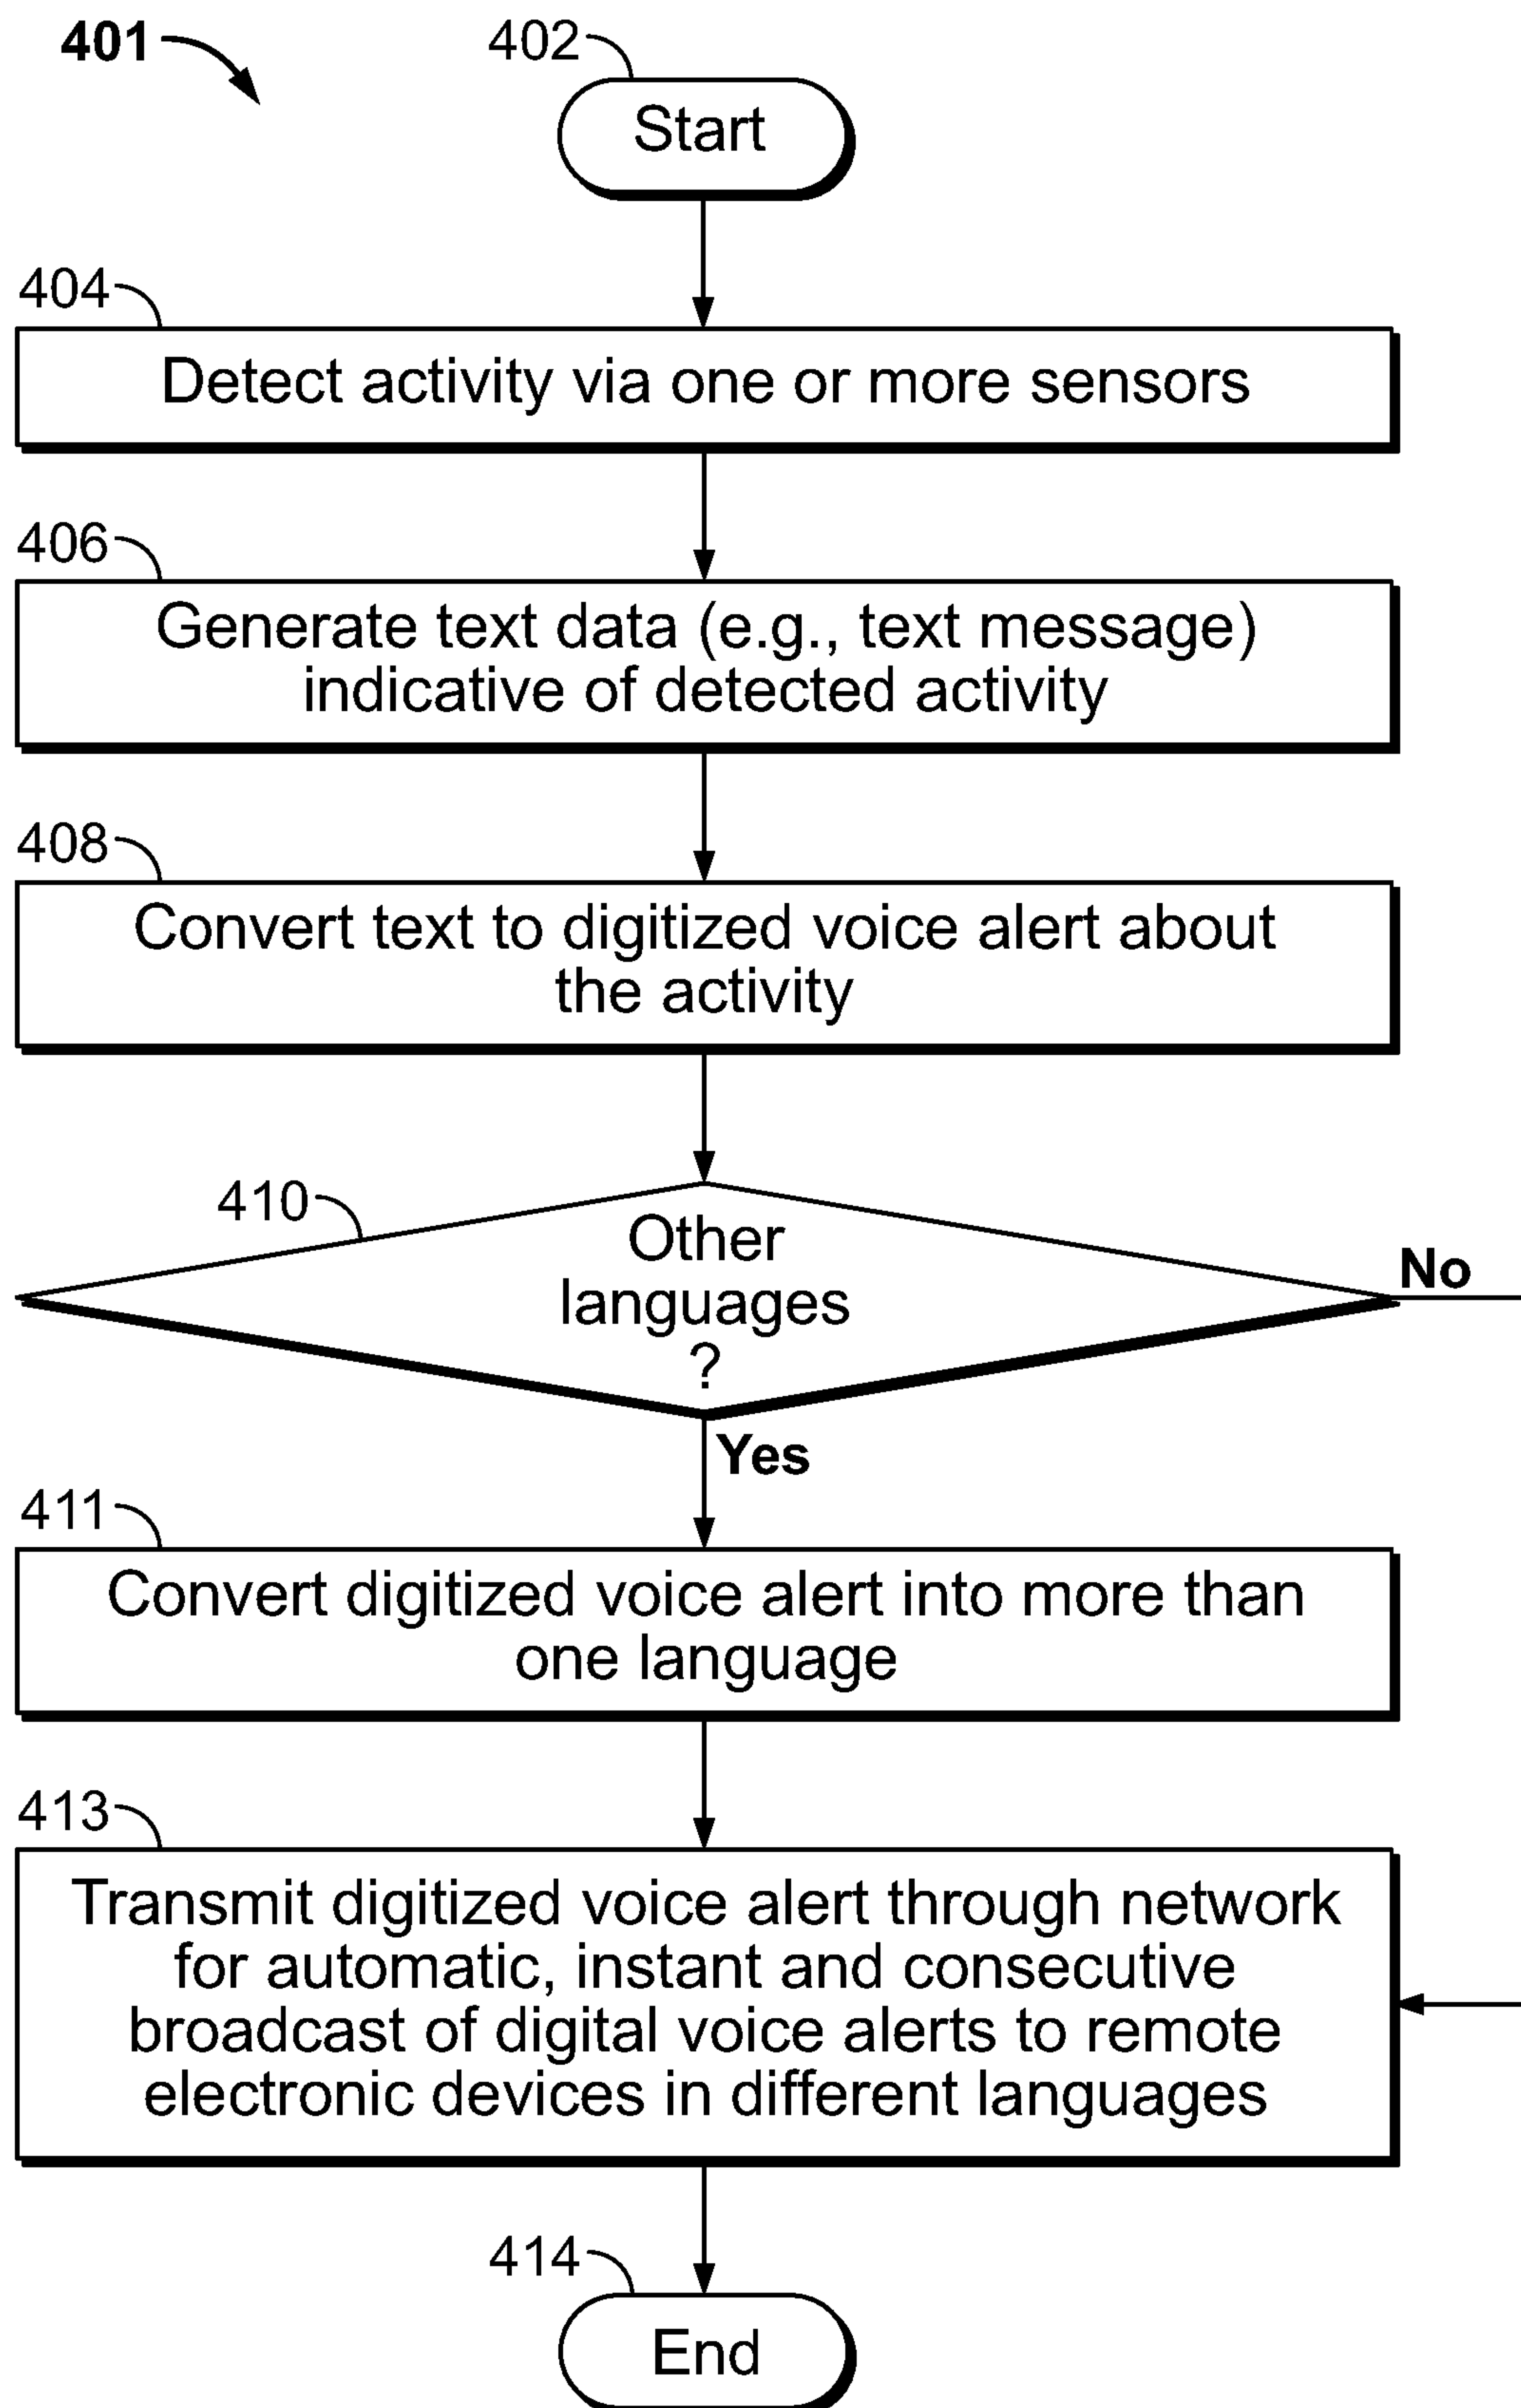 401
402
Start
404
Detect activity via one or more sensors
406
Generate text data (e.g., text message)
indicative of detected activity
408
Convert text to digitized voice alert about
the activity
410
Other
languages
?
No
Yes
411
Convert digitized voice alert into more than
one language
413
Transmit digitized voice alert through network
for automatic, instant and consecutive
broadcast of digital voice alerts to remote
electronic devices in different languages
414
End